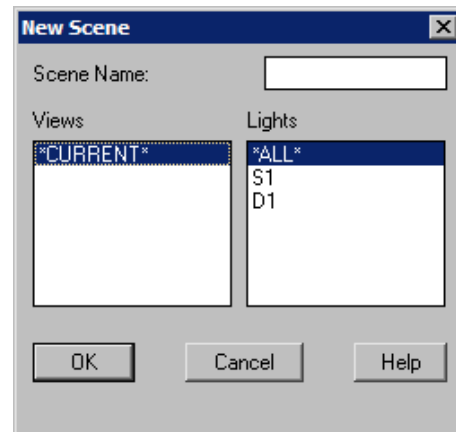 New Scene
Scene Name:
Views
Lights
*CURRENT*
*ALL*
S1
D1
OK
Cancel
Help